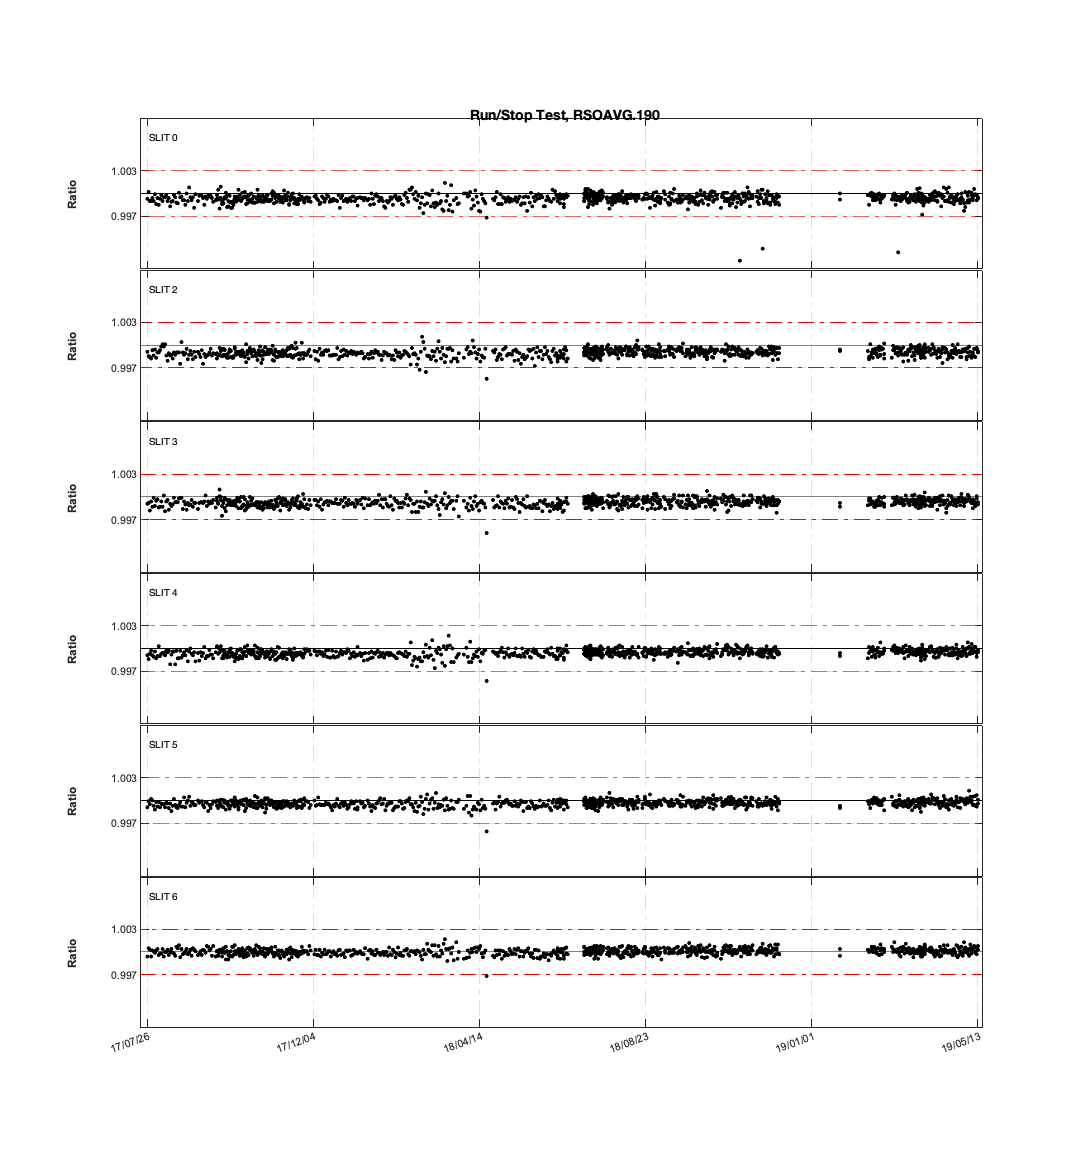 Run/Stop Test, RSOAVG.190
SLIT 0
1.003
Ratio
0.997
SLIT 2
1.003
Ratio
0.997
SLIT 3
1.003
Ratio
0.997
SLIT 4
1.003
Ratio
0.997
SLIT 5
1.003
Ratio
0.997
SLIT 6
1.003
Ratio
0.997
17/07/26 17/12/04 18/04/14 18/08/23 19/01/01 19/05/13